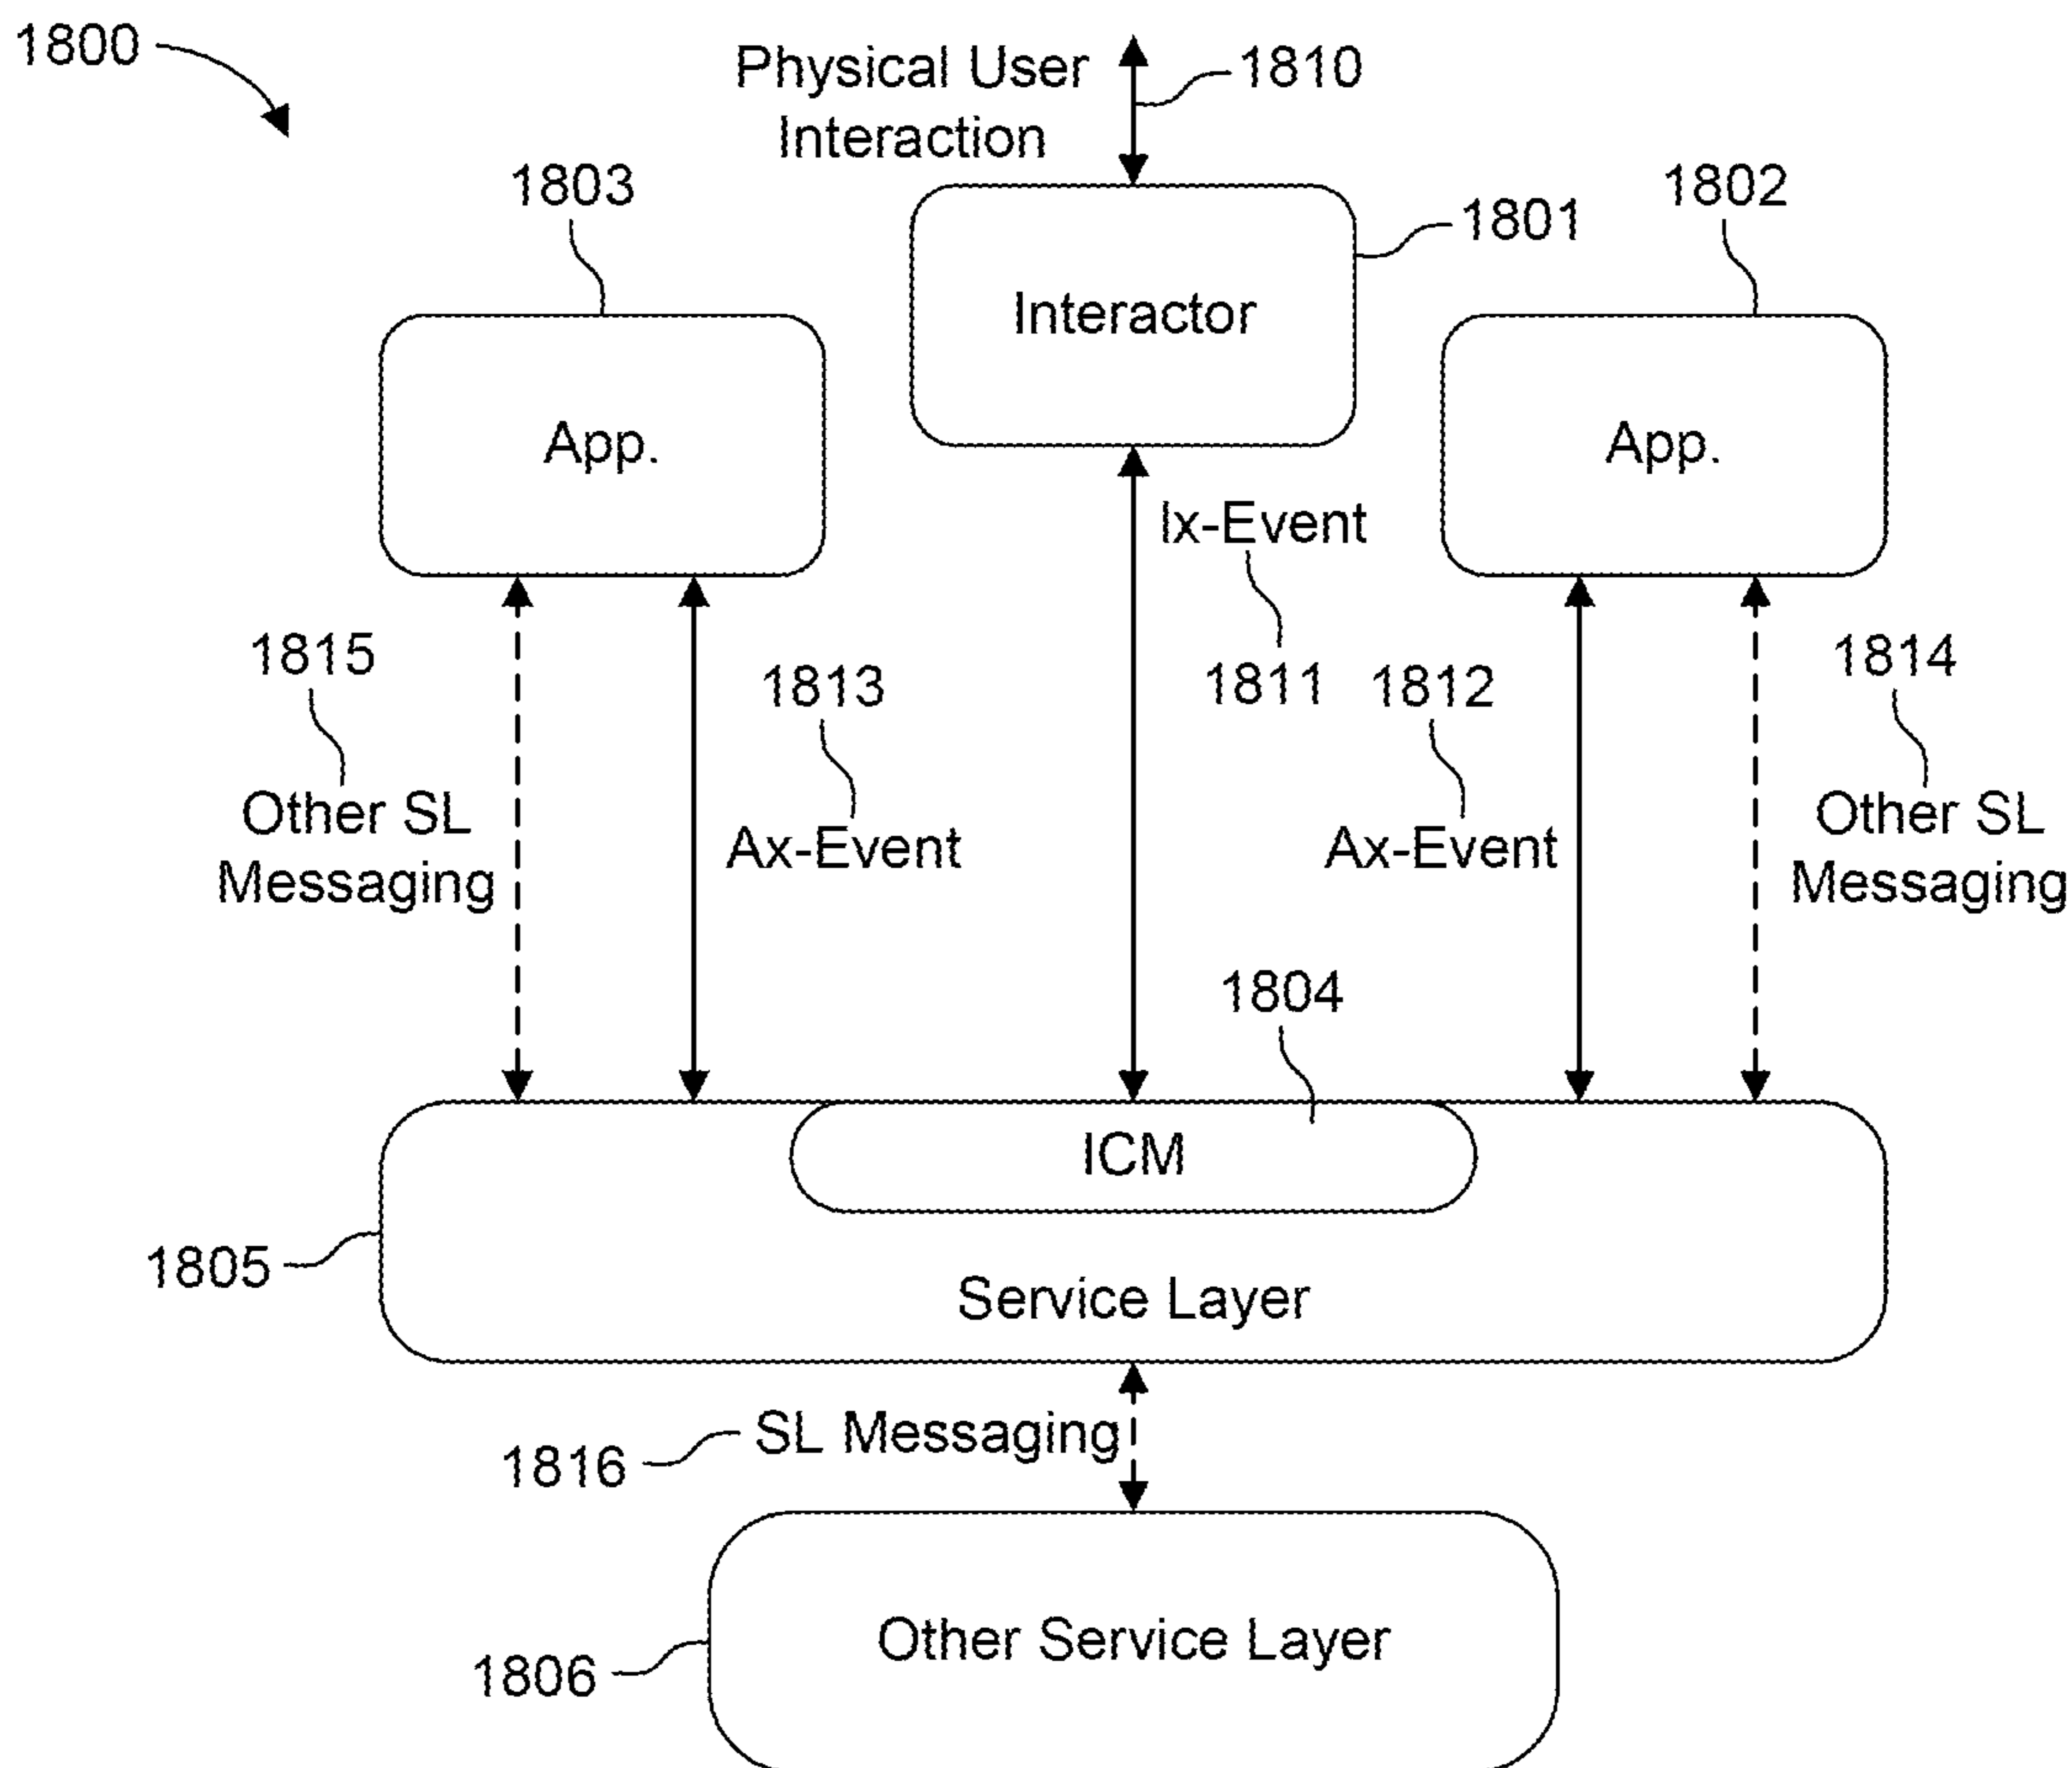 1800
Physical User
Interaction
1810
1803
1802
1801
Interactor
App.
App.
Ix-Event
1815
1813
1811
1812
1814
Other SL
Messaging
Ax-Event
Ax-Event
Other SL
Messaging
1804
ICM
1805
Service Layer
SL Messaging
1816
Other Service Layer
1806